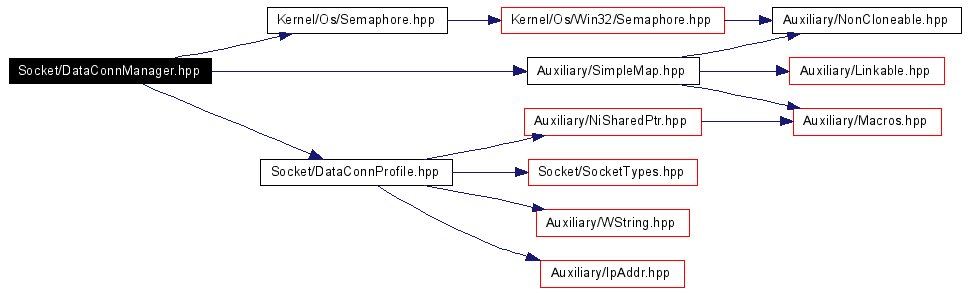 Kernel/Os/Semaphore.hpp
Kernel/Os/Win32/Semaphore.hpp
Auxiliary/NonCloneable.hpp
Socket/DataConnManager.hpp
Auxiliary/SimpleMap.hpp
Auxiliary/Linkable.hpp
Auxiliary/NiSharedPtr.hpp
Auxiliary/Macros.hpp
Socket/DataConnProfile.hpp
Socket/SocketTypes.hpp
Auxiliary/WString.hpp
Auxiliary/IpAddr.hpp